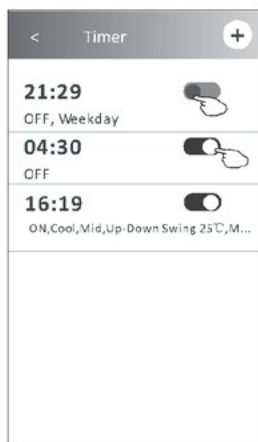 < Timer +
21:29
OFF, Weekday
04:30
OFF
16:19
ON,Cool,Mid,Up-Down Swing 25℃,M...